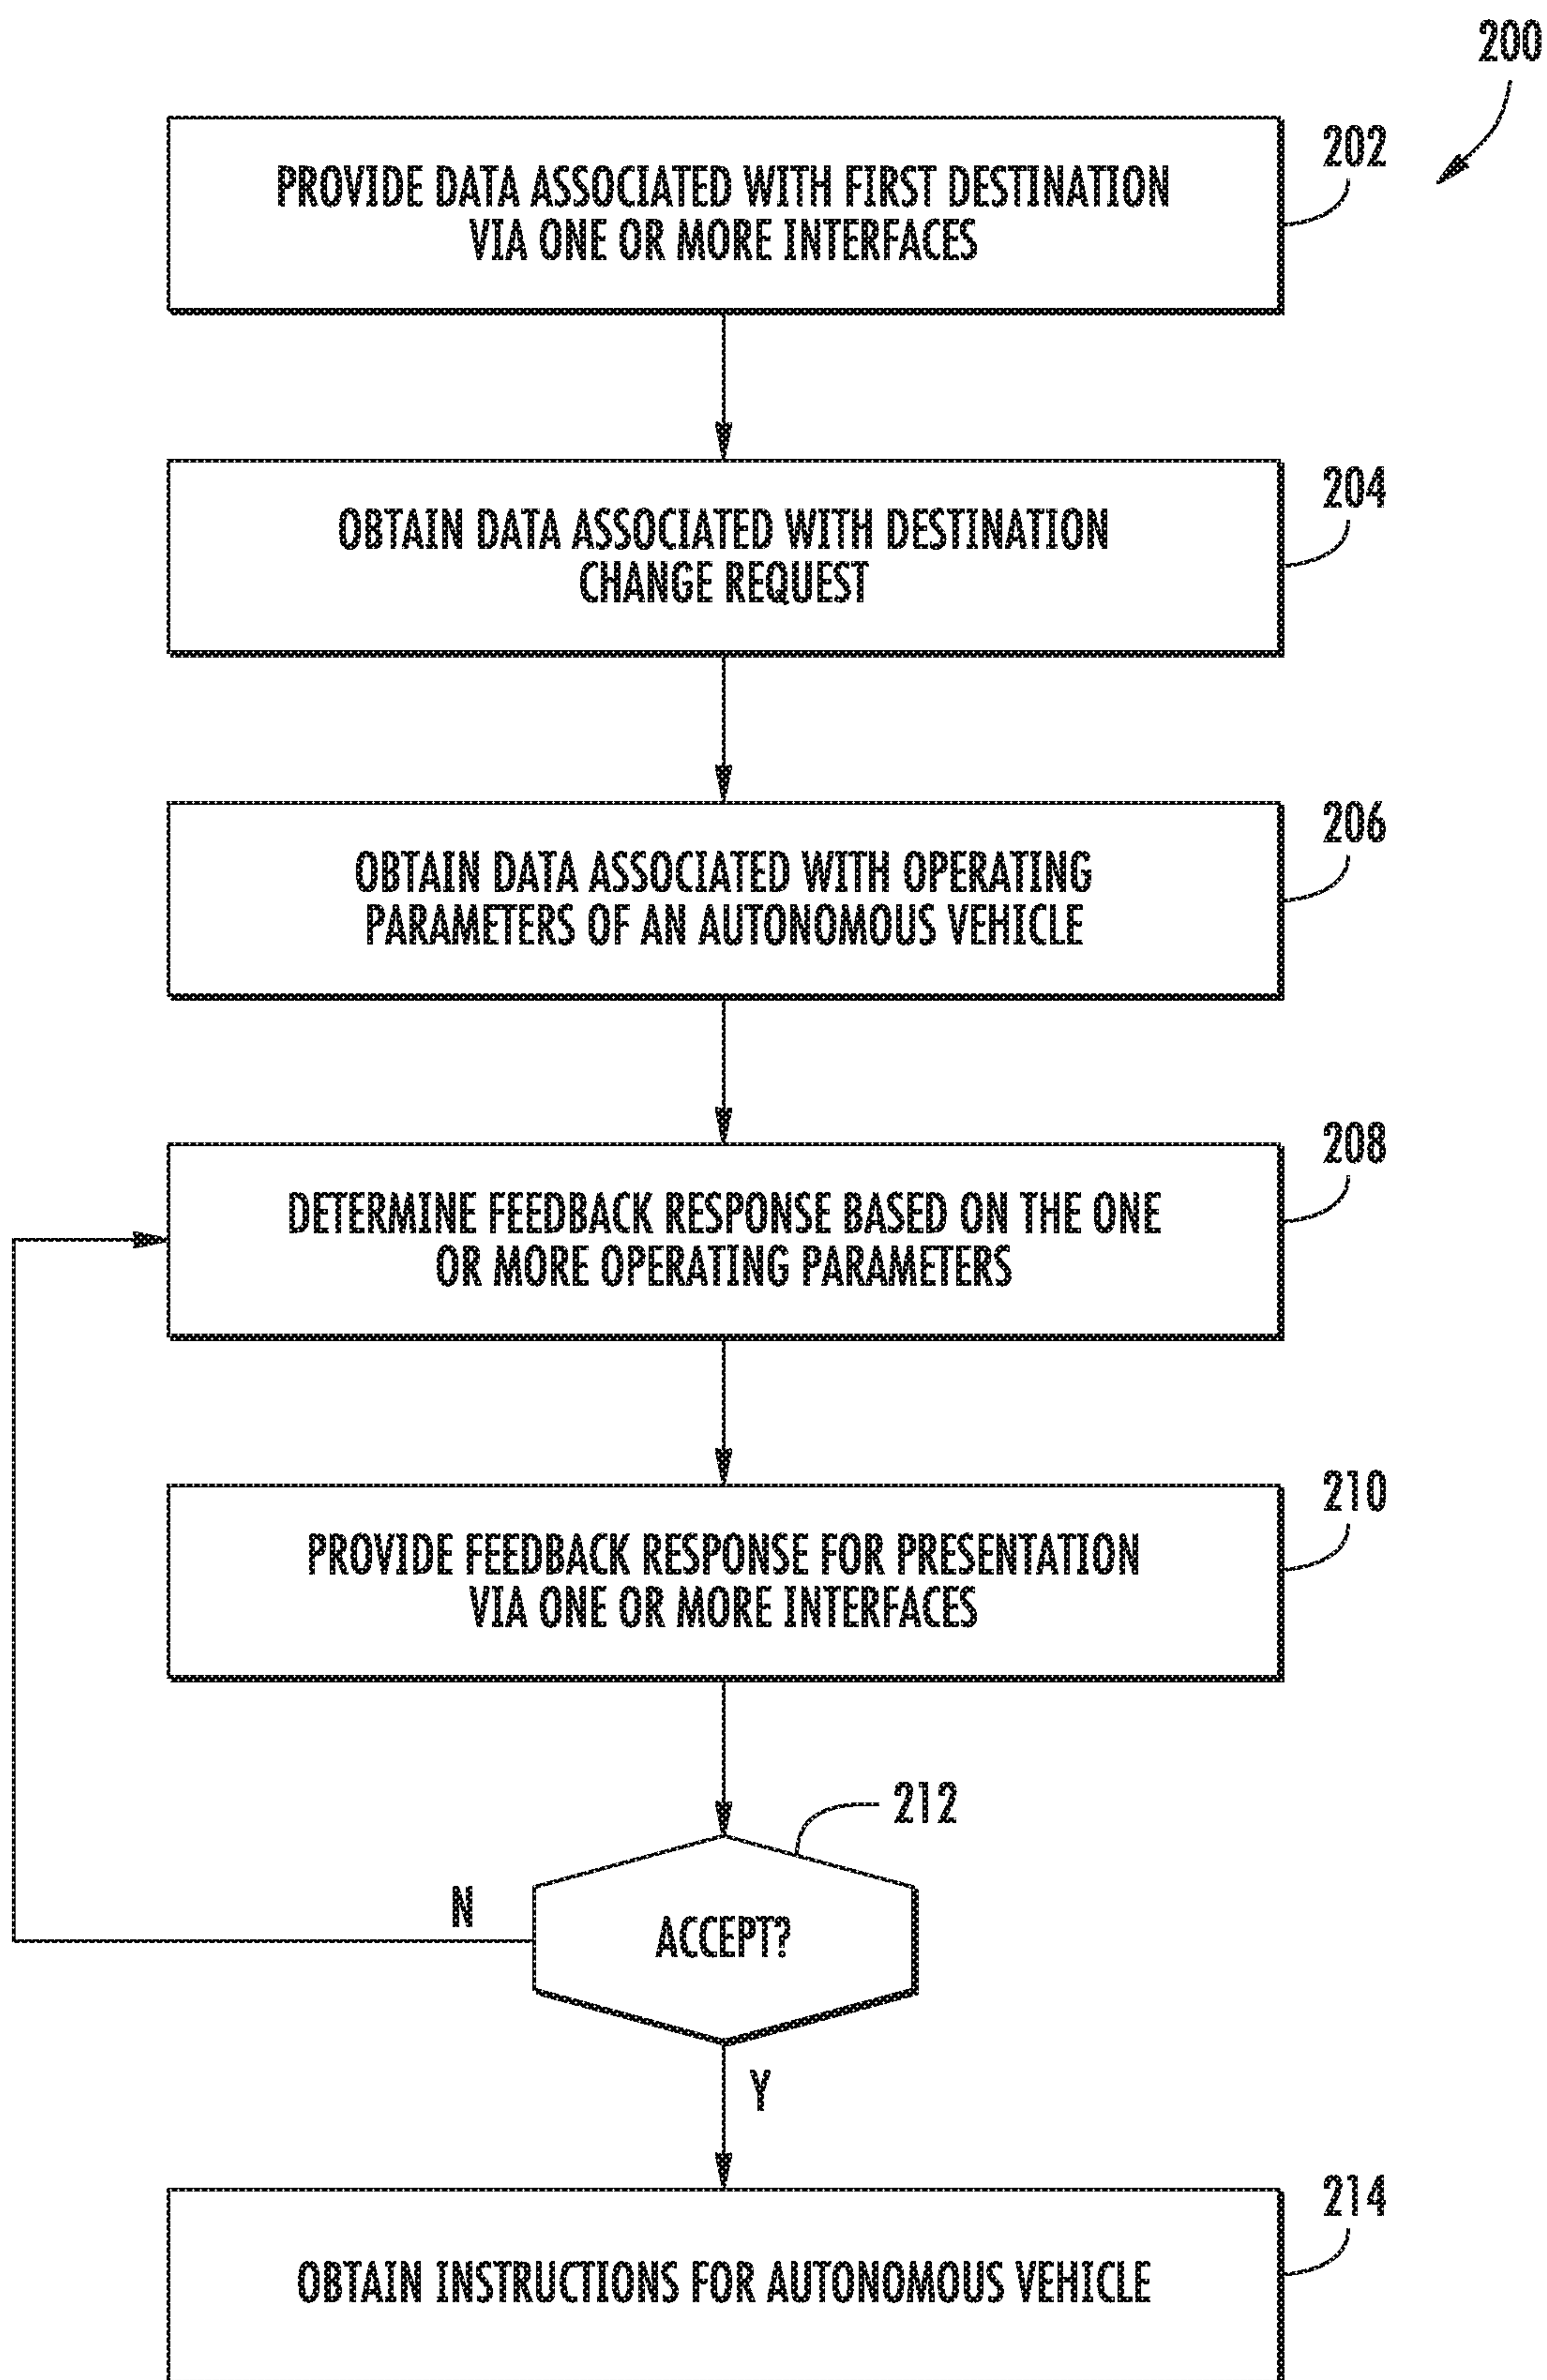 200
202
PROVIDE DATA ASSOCIATED WITH FIRST DESTINATION
VIA ONE OR MORE INTERFACES
204
OBTAIN DATA ASSOCIATED WITH DESTINATION
CHANGE REQUEST
206
OBTAIN DATA ASSOCIATED WITH OPERATING
PARAMETERS OF AN AUTONOMOUS VEHICLE
208
DETERMINE FEEDBACK RESPONSE BASED ON THE ONE
OR MORE OPERATING PARAMETERS
210
PROVIDE FEEDBACK RESPONSE FOR PRESENTATION
VIA ONE OR MORE INTERFACES
212
N
ACCEPT?
Y
214
OBTAIN INSTRUCTIONS FOR AUTONOMOUS VEHICLE